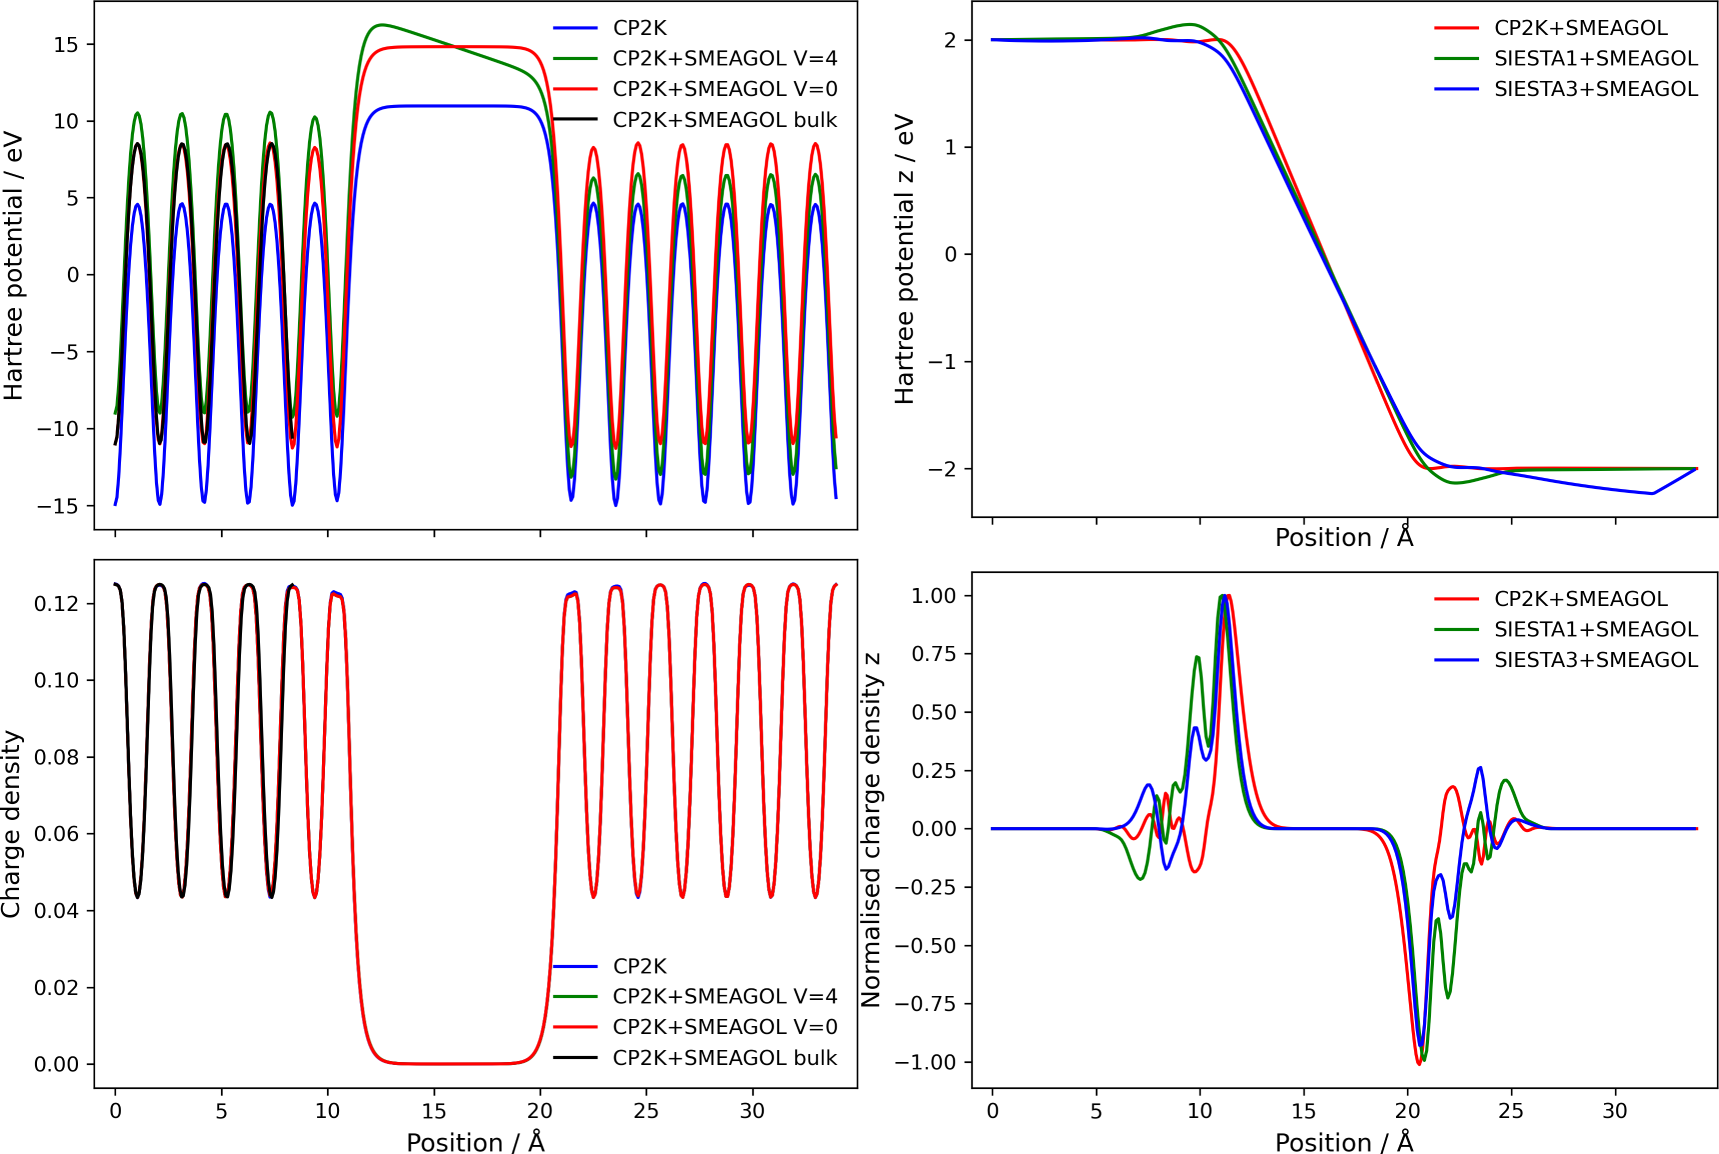 Hartree potential / eV
15
10
5
0
−5
−10
−15
CP2K
CP2K+SMEAGOL V=4
CP2K+SMEAGOL V=0
CP2K+SMEAGOL bulk
Hartree potential z / eV
2
1
0
−1
−2
CP2K+SMEAGOL
SIESTA1+SMEAGOL
SIESTA3+SMEAGOL
Position / Å
Charge density
0.12
0.10
0.08
0.06
0.04
0.02
0.00
CP2K
CP2K+SMEAGOL V=4
CP2K+SMEAGOL V=0
CP2K+SMEAGOL bulk
0 5 10 15 20 25 30
Position / Å
Normalised charge density z
1.00
0.75
0.50
0.25
0.00
−0.25
−0.50
−0.75
−1.00
CP2K+SMEAGOL
SIESTA1+SMEAGOL
SIESTA3+SMEAGOL
0 5 10 15 20 25 30
Position / Å